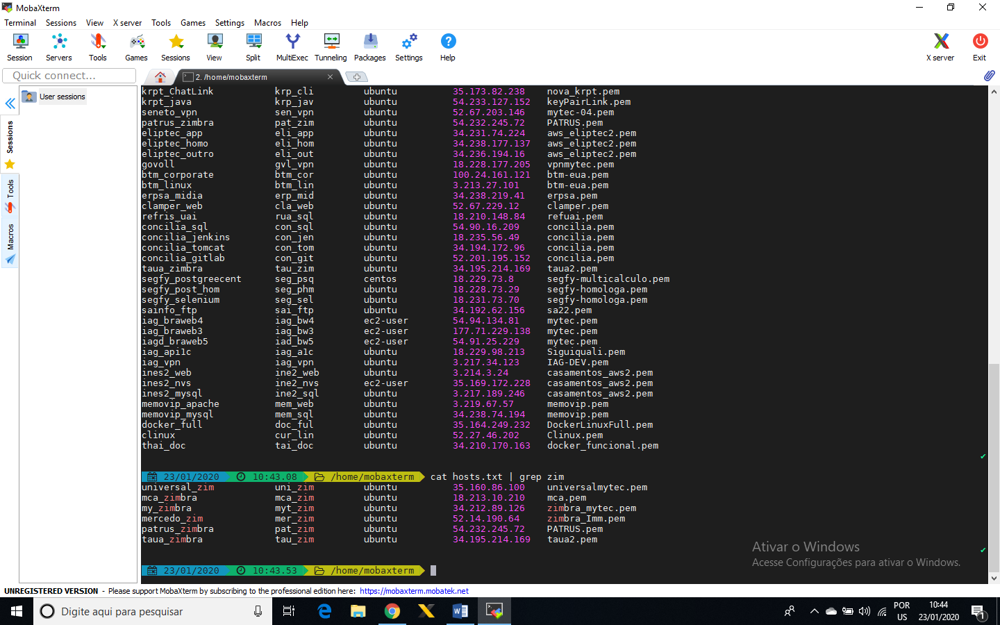 MobaXterm
Terminal Sessions View X server Tools Games Settings Macros Help
Session Servers Tools Games Sessions View Split MultiExec Tunneling Packages Settings Help X server Exit
Quick connect...
2. /home/mobaxterm
User sessions
Sessions
Tools
Macros
krpt_ChatLink krp_cli ubuntu 35.173.82.238 nova_krpt.pem
krpt_java krp_jav ubuntu 54.233.127.152 keyPairLink.pem
seneto_vpn sen_vpn ubuntu 52.67.203.146 mytec-04.pem
patrus_zimbra pat_zim ubuntu 54.232.245.72 PATRUS.pem
eliptec_app eli_app ubuntu 34.231.74.224 aws_eliptec2.pem
eliptec_homo eli_hom ubuntu 34.238.177.137 aws_eliptec2.pem
eliptec_outro eli_out ubuntu 34.236.194.16 aws_eliptec2.pem
govoll gvl_vpn ubuntu 18.228.177.205 vpnmytec.pem
btm_corporate btm_cor ubuntu 100.24.161.121 btm-eua.pem
btm_linux btm_lin ubuntu 3.213.27.101 btm-eua.pem
erpsa_midia erp_mid ubuntu 34.238.219.41 erpsa.pem
clamper_web cla_web ubuntu 52.67.229.12 clamper.pem
refris_uai rua_sql ubuntu 18.210.148.84 refuai.pem
concilia_sql con_sql ubuntu 54.90.16.209 concilia.pem
concilia_jenkins con_jen ubuntu 18.235.56.49 concilia.pem
concilia_tomcat con_tom ubuntu 34.194.172.96 concilia.pem
concilia_gitlab con_git ubuntu 52.201.195.152 concilia.pem
taua_zimbra tau_zim ubuntu 34.195.214.169 taua2.pem
segfy_postgreecent seg_psq centos 18.229.73.8 segfy-multicalculo.pem
segfy_post_hom seg_phm ubuntu 18.228.73.29 segfy-homologa.pem
segfy_selenium seg_sel ubuntu 18.231.73.70 segfy-homologa.pem
sainfo_ftp sai_ftp ubuntu 34.192.62.156 sa22.pem
iag_braweb4 iag_bw4 ec2-user 54.94.134.81 mytec.pem
iag_braweb3 iag_bw3 ec2-user 177.71.229.138 mytec.pem
iagd_braweb5 iad_bw5 ec2-user 54.91.25.229 mytec.pem
iag_api1c iag_a1c ubuntu 18.229.98.213 Siguiquali.pem
iag_vpn iag_vpn ubuntu 3.217.34.123 IAG-DEV.pem
ines2_web ine2_web ubuntu 3.214.3.24 casamentos_aws2.pem
ines2_nvs ine2_nvs ec2-user 35.169.172.228 casamentos_aws2.pem
ines2_mysql ine2_sql ubuntu 3.217.189.246 casamentos_aws2.pem
memovip_apache mem_web ubuntu 3.219.67.57 memovip.pem
memovip_mysql mem_sql ubuntu 34.238.74.194 memovip.pem
docker_full doc_ful ubuntu 35.164.249.232 DockerLinuxFull.pem
clinux cur_lin ubuntu 52.27.46.202 Clinux.pem
thai_doc tai_doc ubuntu 34.210.170.163 docker_funcional.pem
23/01/2020 10:43.08 /home/mobaxterm cat hosts.txt | grep zim
universal_zim uni_zim ubuntu 35.160.86.100 universalmytec.pem
mca_zimbra mca_zim ubuntu 18.213.10.210 mca.pem
my_zimbra myt_zim ubuntu 34.212.89.126 zimbra_mytec.pem
mercedo_zim mer_zim ubuntu 52.14.190.64 zimbra_Imm.pem
patrus_zimbra pat_zim ubuntu 54.232.245.72 PATRUS.pem
taua_zimbra tau_zim ubuntu 34.195.214.169 taua2.pem
Ativar o Windows
Acesse Configurações para ativar o Windows.
23/01/2020 10:43.53 /home/mobaxterm
UNREGISTERED VERSION - Please support MobaXterm by subscribing to the professional edition here: https://mobaxterm.mobatek.net
Digite aqui para pesquisar
POR
US
10:44
23/01/2020
1